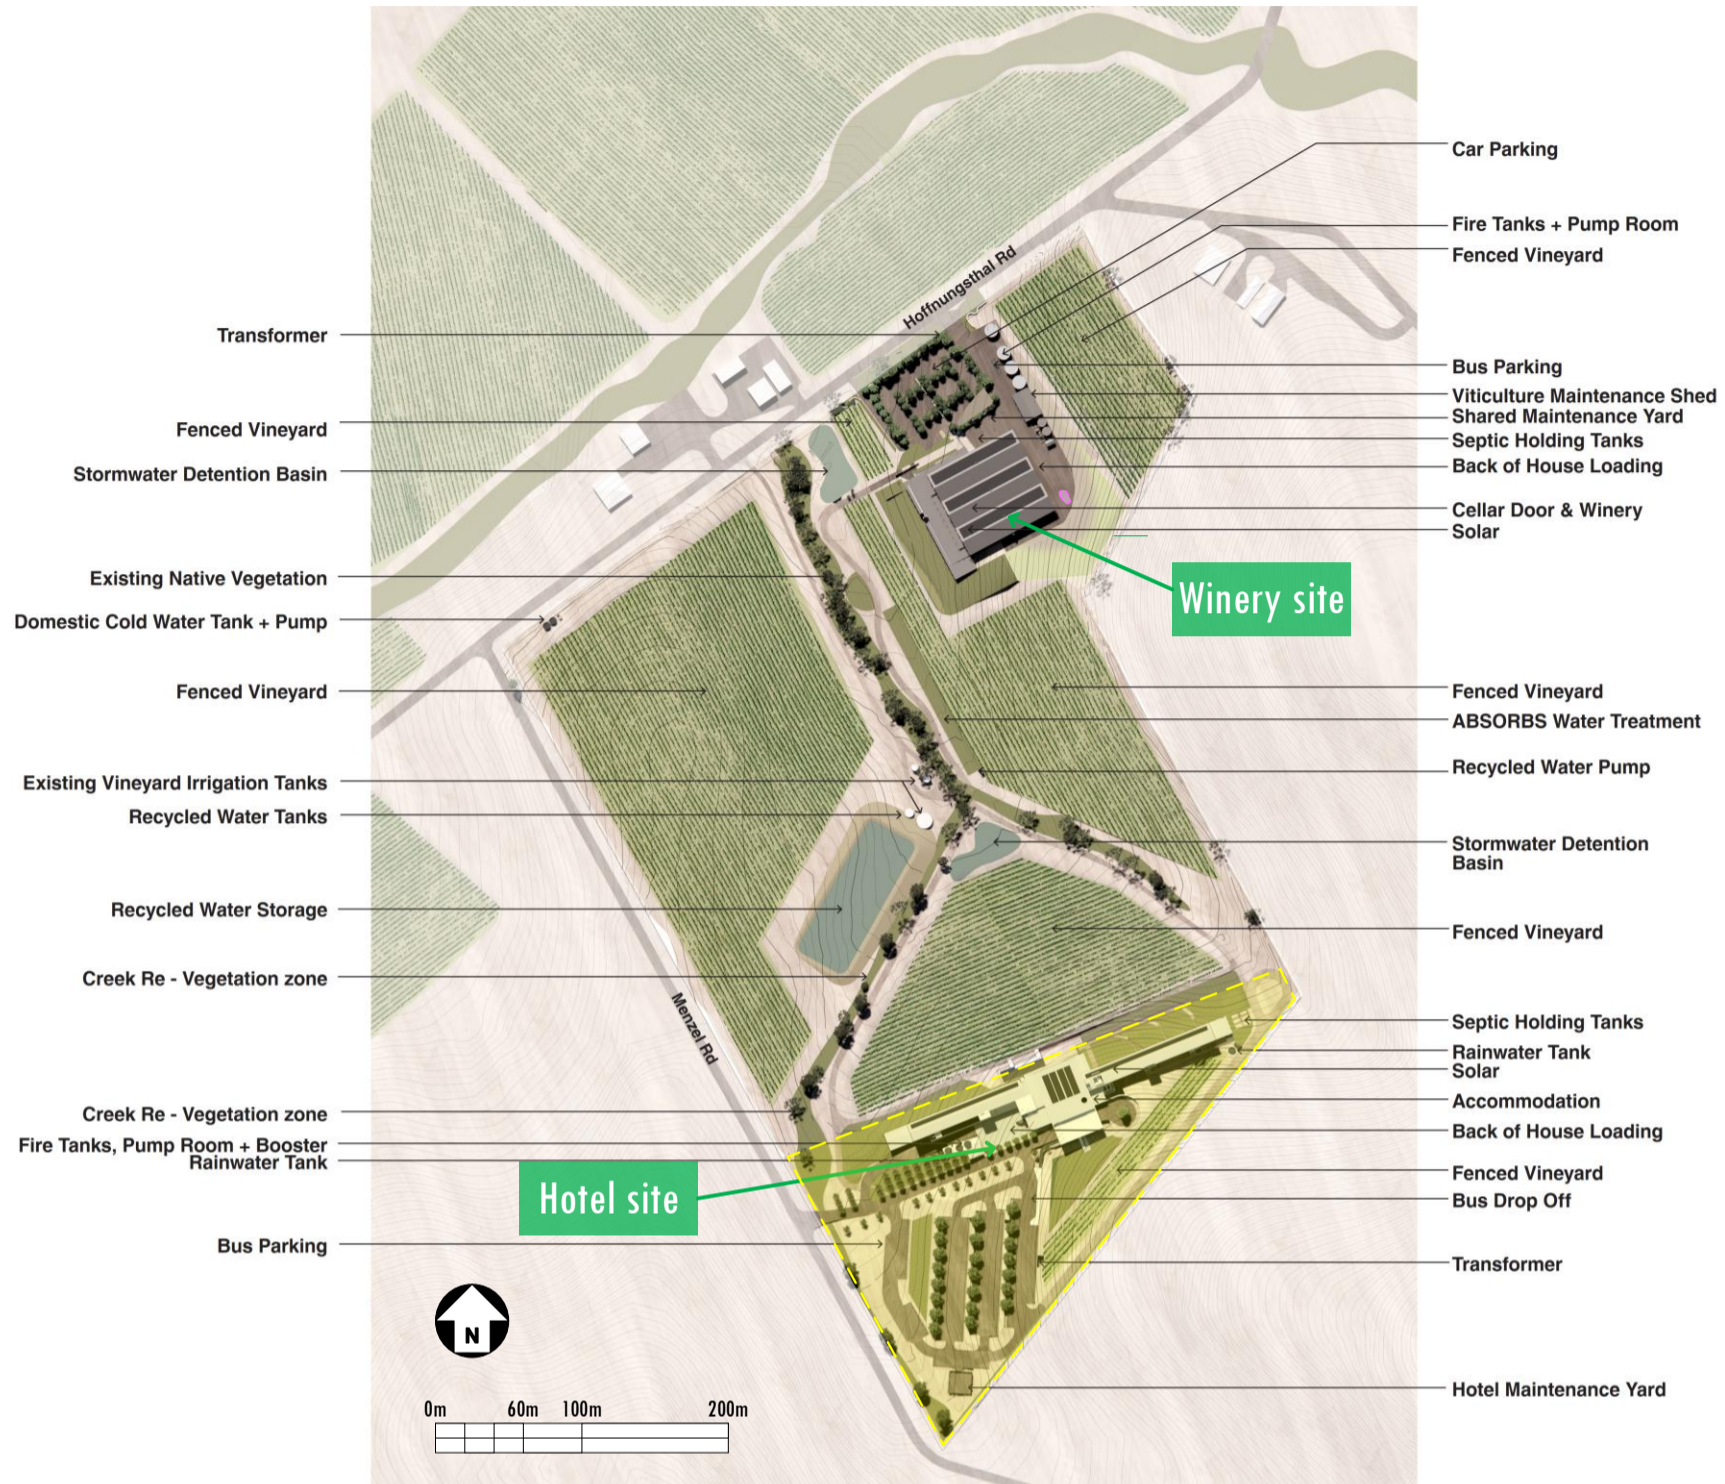 Car Parking
Fire Tanks + Pump Room
Fenced Vineyard
Hoffnungsthal Rd
Transformer
Bus Parking
Viticulture Maintenance Shed
Shared Maintenance Yard
Fenced Vineyard
Septic Holding Tanks
Stormwater Detention Basin
Back of House Loading
Cellar Door & Winery
Solar
Existing Native Vegetation
Winery site
Domestic Cold Water Tank + Pump
Fenced Vineyard
Fenced Vineyard
ABSORBS Water Treatment
Recycled Water Pump
Existing Vineyard Irrigation Tanks
Recycled Water Tanks
Stormwater Detention
Basin
Recycled Water Storage
Fenced Vineyard
Creek Re - Vegetation zone
Menzel Rd
Septic Holding Tanks
Rainwater Tank
Solar
Accommodation
Creek Re - Vegetation zone
Back of House Loading
Fire Tanks, Pump Room + Booster
Rainwater Tank
Fenced Vineyard
Hotel site
Bus Drop Off
Bus Parking
Transformer
N
Hotel Maintenance Yard
0m 60m 100m 200m